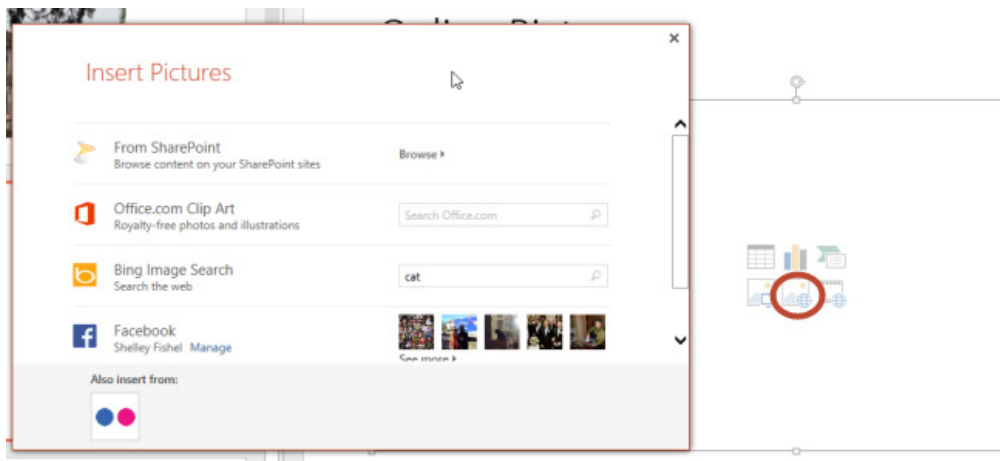 Insert Pictures
From SharePoint
Browse content on your SharePoint sites
Browse
Office.com Clip Art
Royalty-free photos and illustrations
Search Office.com
Bing Image Search
Search the web
cat
Facebook
Shelley Fishel Manage
See more
Also insert from: